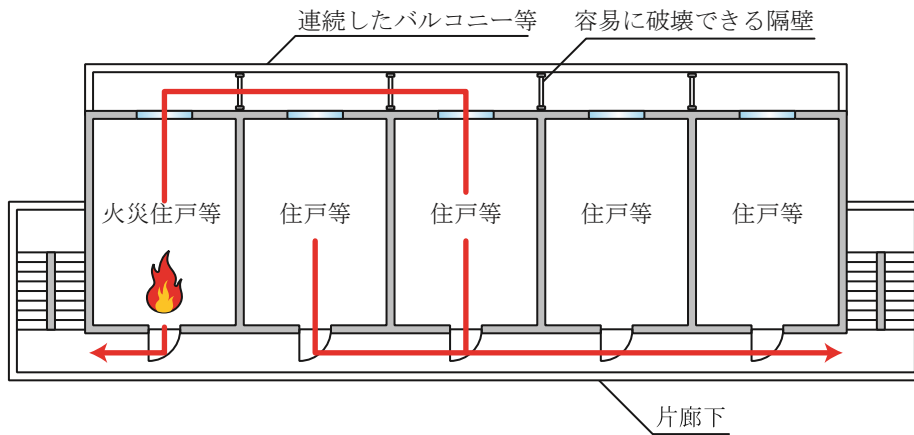 連続したバルコニー等
容易に破壊できる隔壁
火災住戸等
住戸等
住戸等
住戸等
住戸等
片廊下